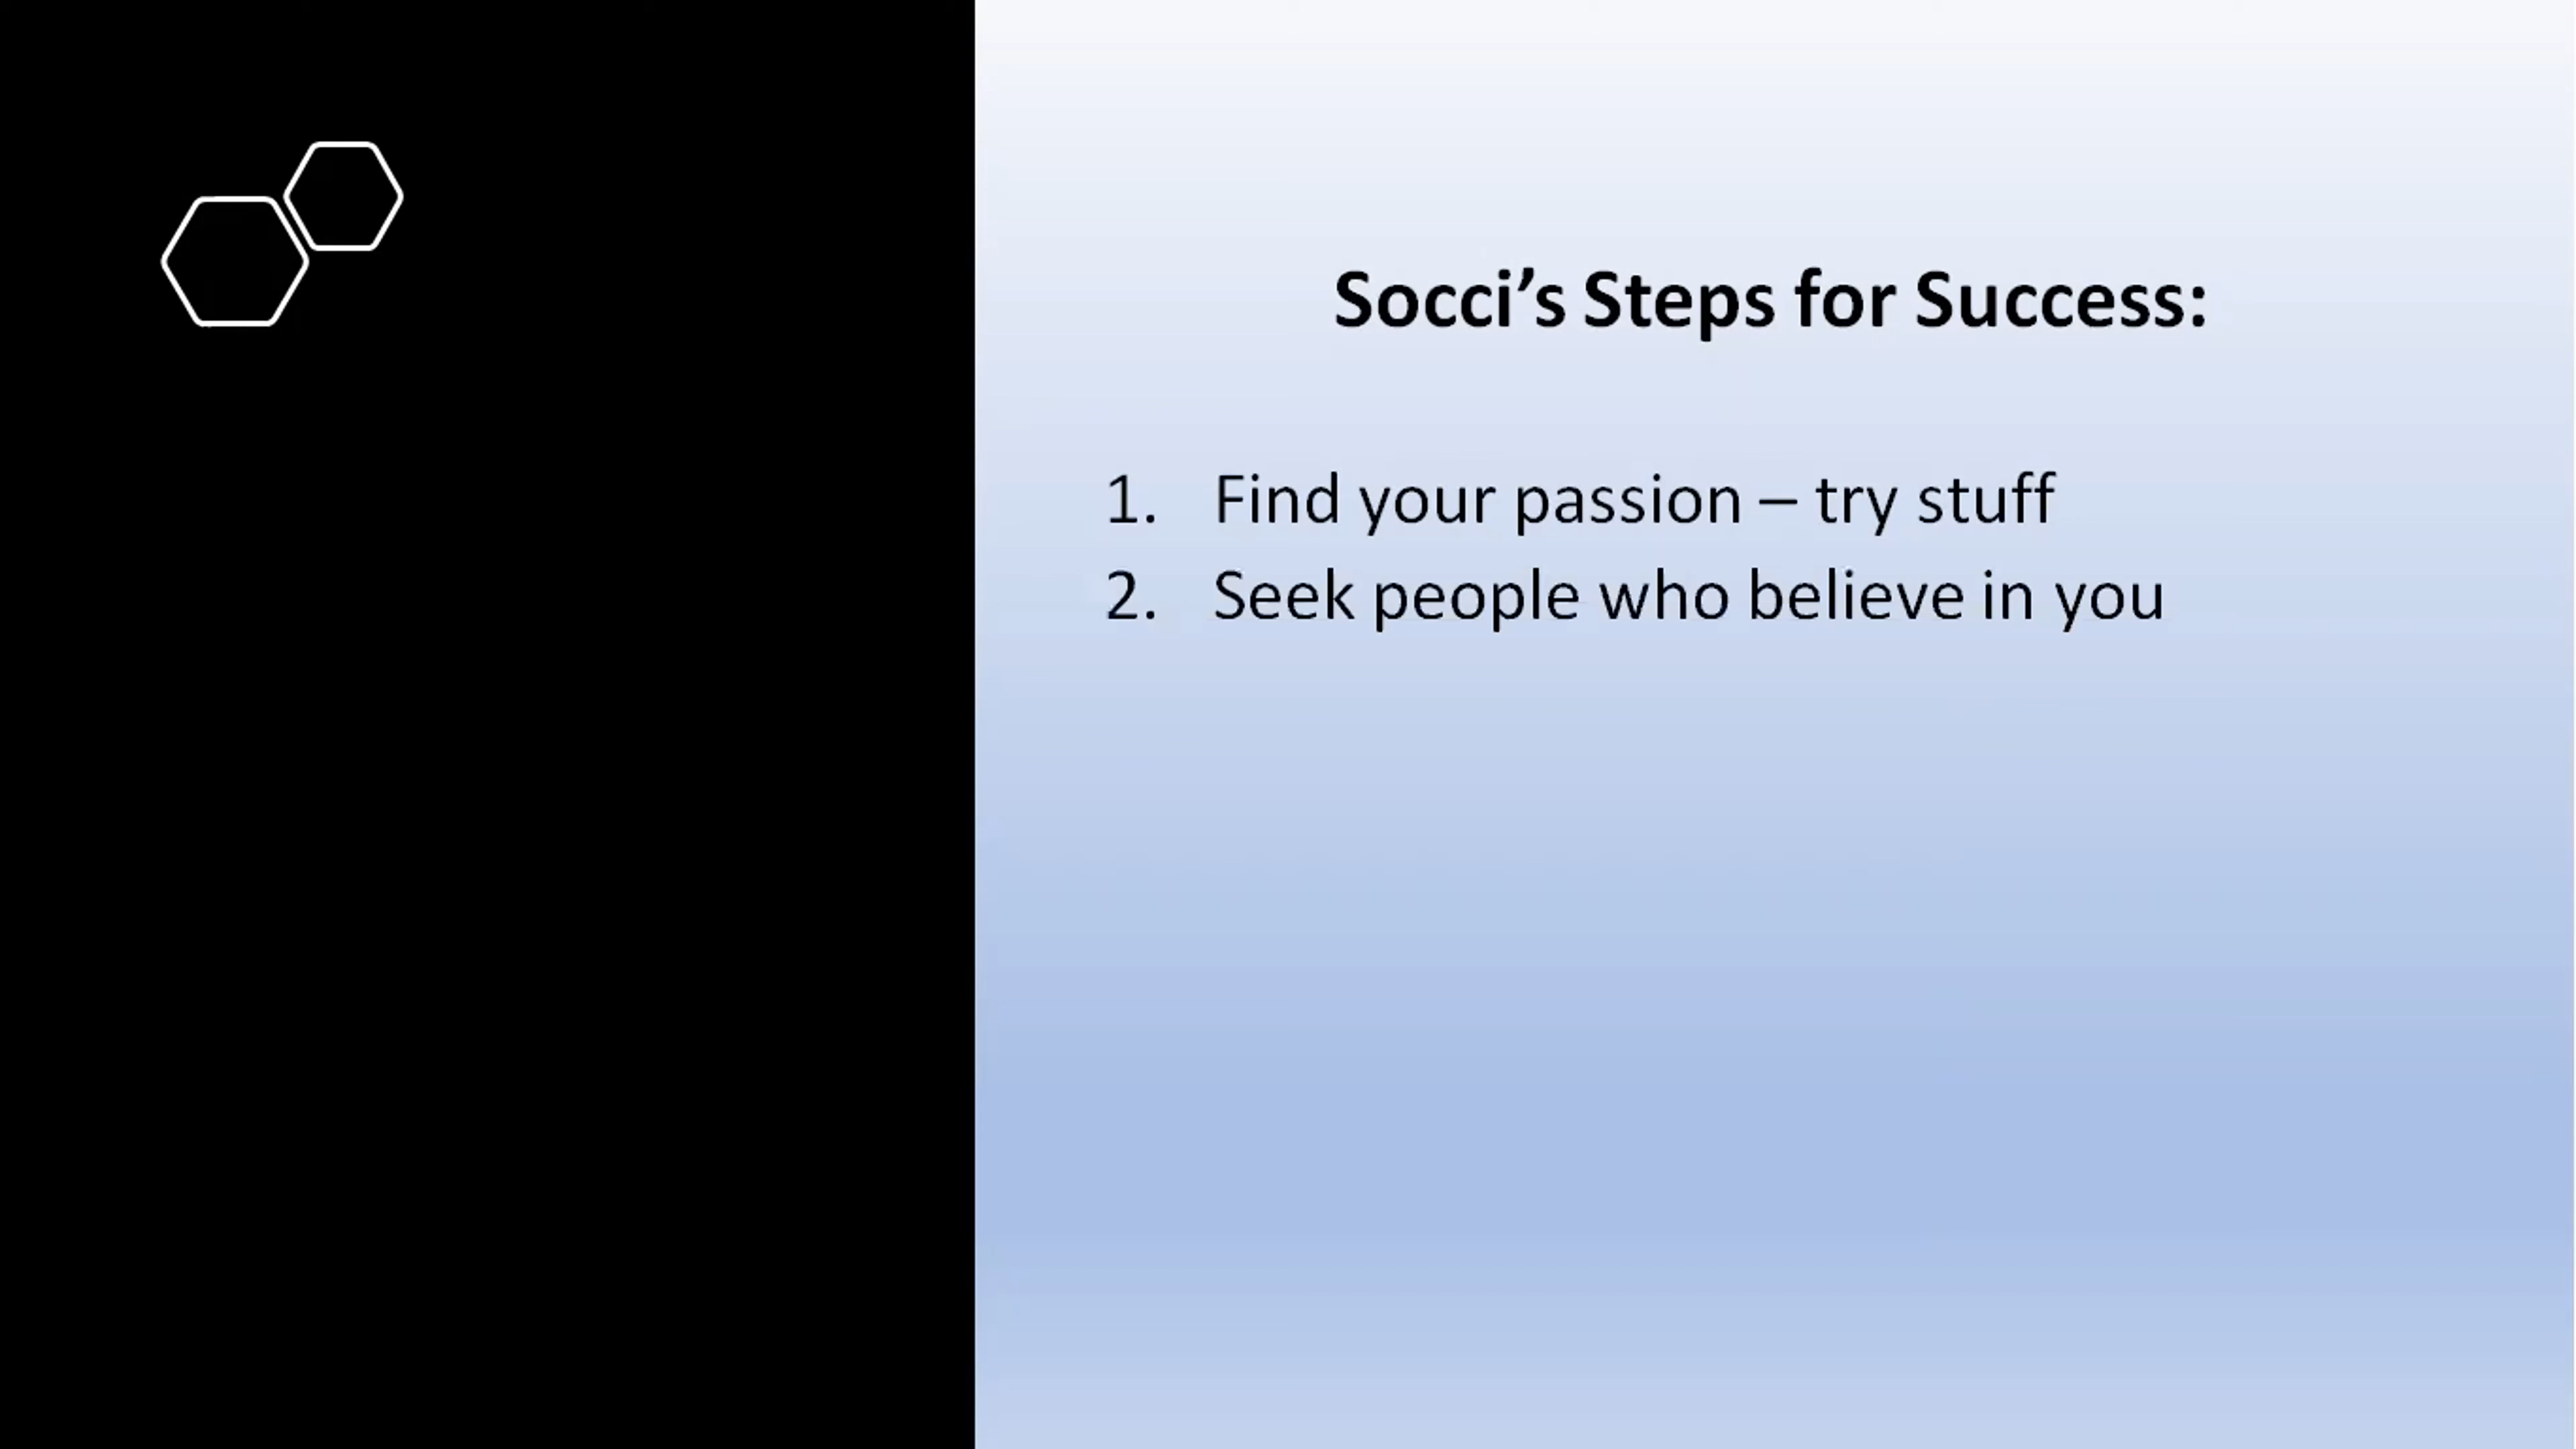 Socci’s Steps for Success:
1. Find your passion – try stuff
2. Seek people who believe in you